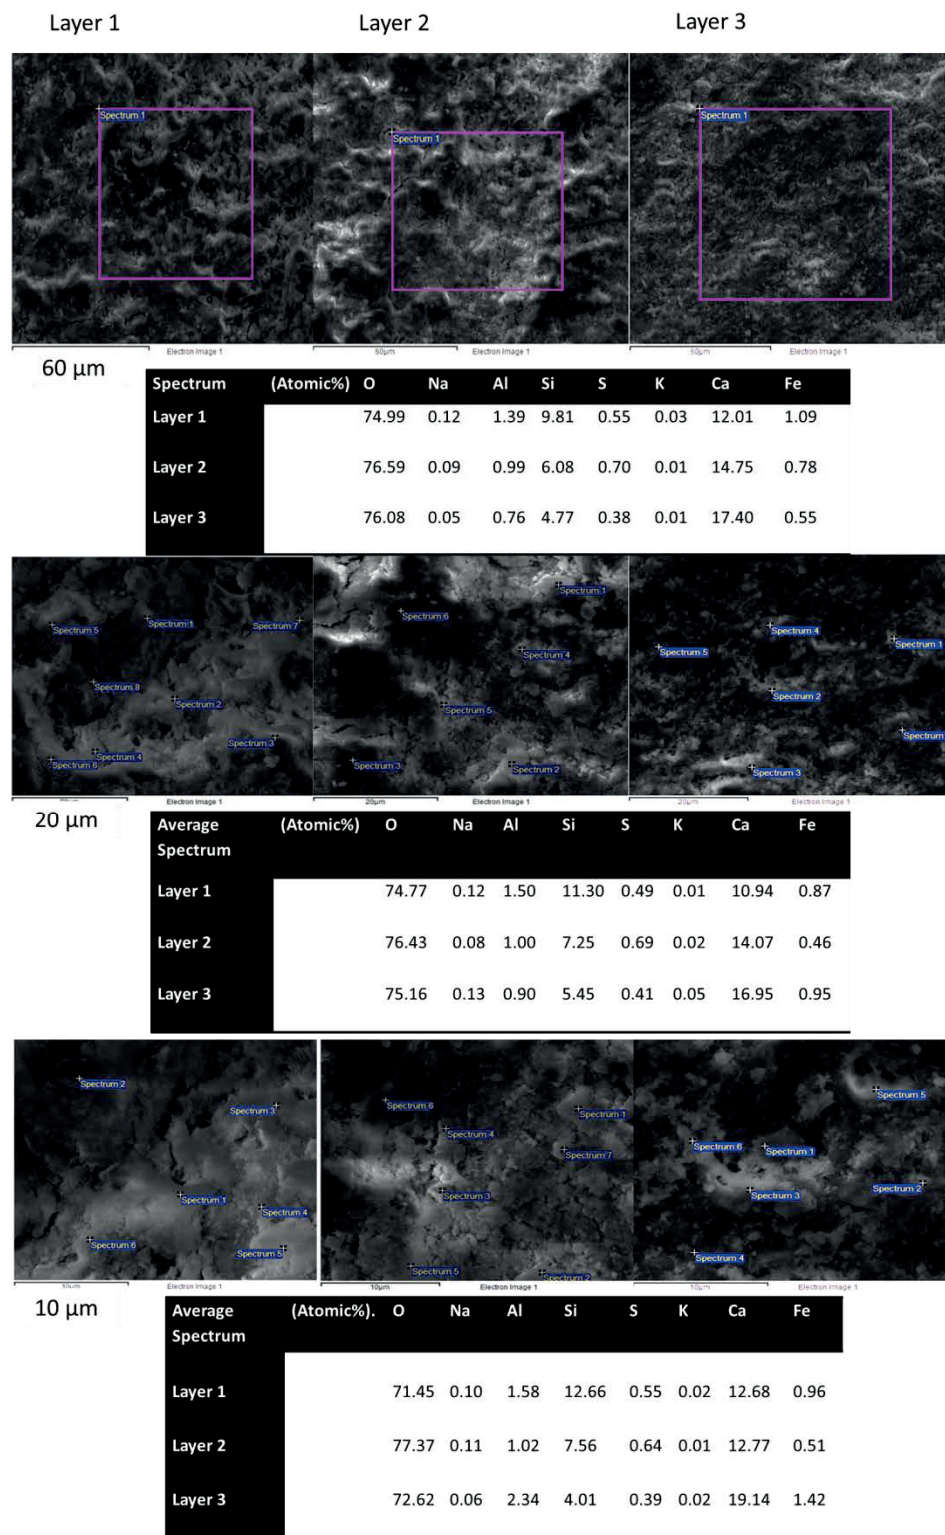 Layer 1 Layer 2 Layer 3
Spectrum 1
Spectrum 1
Spectrum 1
60µm Electron Image 1
60µm Electron Image 1
Electron Image 1
60 µm
Spectrum (Atomic%) O Na Al Si S K Ca Fe
Layer 1 74.99 0.12 1.39 9.81 0.55 0.03 12.01 1.09
Layer 2 76.59 0.09 0.99 6.08 0.70 0.01 14.75 0.78
Layer 3 76.08 0.05 0.76 4.77 0.38 0.01 17.40 0.55
Spectrum 5
Spectrum 1
Spectrum 7
Spectrum 8
Spectrum 2
Spectrum 3
Spectrum 4
Spectrum 6
Electron Image 1
Spectrum 1
Spectrum 6
Spectrum 4
Spectrum 5
Spectrum 3
Spectrum 2
20µm Electron Image 1
Spectrum 4
Spectrum 1
Spectrum 5
Spectrum 2
Spectrum
Spectrum 3
20µm Electron Image 1
20 µm
Average (Atomic%) O Na Al Si S K Ca Fe
Spectrum
Layer 1 74.77 0.12 1.50 11.30 0.49 0.01 10.94 0.87
Layer 2 76.43 0.08 1.00 7.25 0.69 0.02 14.07 0.46
Layer 3 75.16 0.13 0.90 5.45 0.41 0.05 16.95 0.95
Spectrum 2
Spectrum 3
Spectrum 1
Spectrum 4
Spectrum 6
Spectrum 5
10µm Electron Image 1
Spectrum 6
Spectrum 1
Spectrum 4
Spectrum 7
Spectrum 3
Spectrum 5
Spectrum 2
10µm Electron Image 1
Spectrum 5
Spectrum 6
Spectrum 1
Spectrum 2
Spectrum 3
Spectrum 4
10µm Electron Image 1
10 µm
Average (Atomic%). O Na Al Si S K Ca Fe
Spectrum
Layer 1 71.45 0.10 1.58 12.66 0.55 0.02 12.68 0.96
Layer 2 77.37 0.11 1.02 7.56 0.64 0.01 12.77 0.51
Layer 3 72.62 0.06 2.34 4.01 0.39 0.02 19.14 1.42